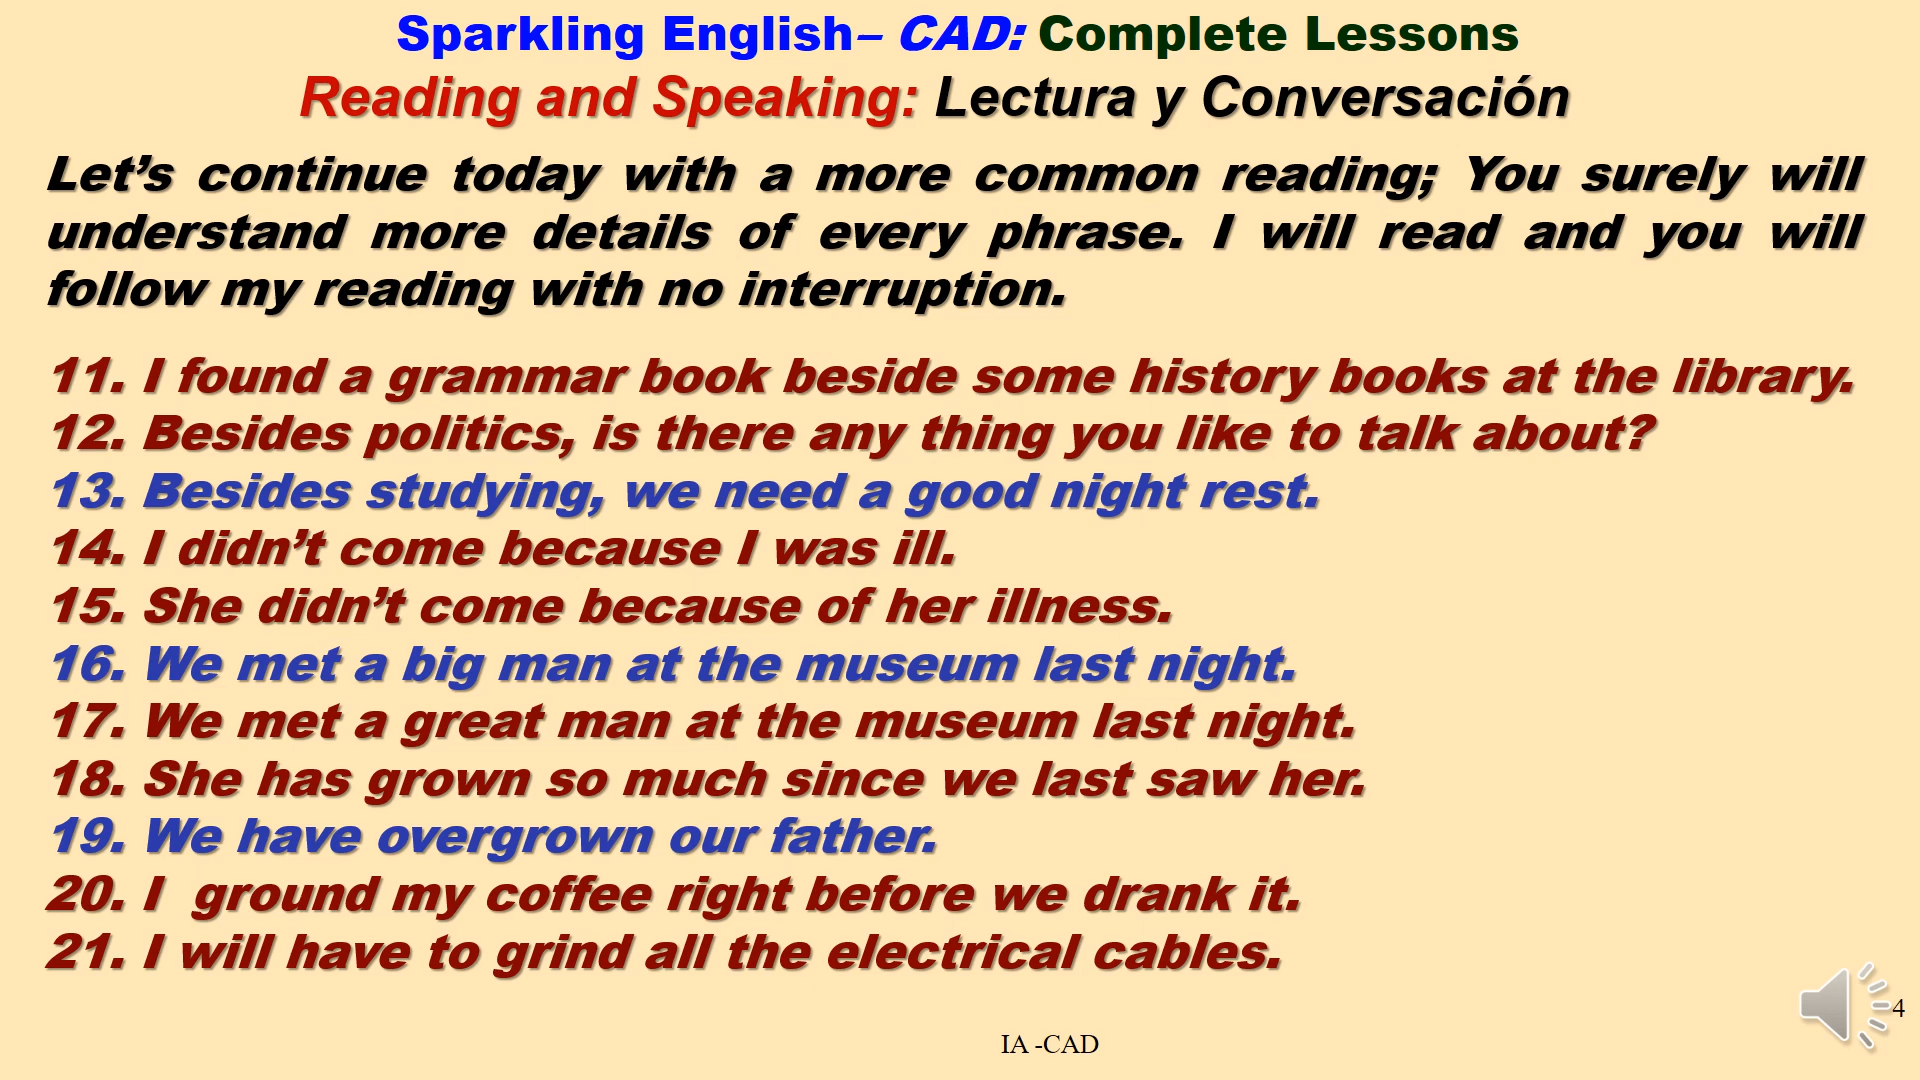 Sparkling English– CAD: Complete Lessons
Reading and Speaking: Lectura y Conversación
Let’s continue today with a more common reading; You surely will
understand more details of every phrase. I will read and you will
follow my reading with no interruption.
11. I found a grammar book beside some history books at the library.
12. Besides politics, is there any thing you like to talk about?
13. Besides studying, we need a good night rest.
14. I didn’t come because I was ill.
15. She didn’t come because of her illness.
16. We met a big man at the museum last night.
17. We met a great man at the museum last night.
18. She has grown so much since we last saw her.
19. We have overgrown our father.
20. I  ground my coffee right before we drank it.
21. I will have to grind all the electrical cables.
4
IA -CAD